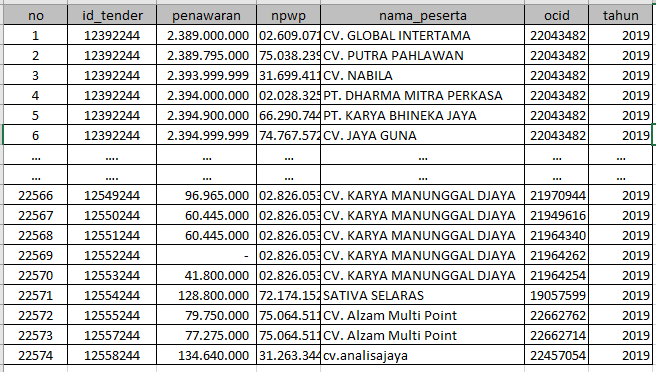 no id_tender penawaran npwp nama_peserta ocid tahun
1 12392244 2.389.000.000 02.609.071 CV. GLOBAL INTERTAMA 22043482 2019
2 12392244 2.389.795.000 75.038.239 CV. PUTRA PAHLAWAN 22043482 2019
3 12392244 2.393.999.999 31.699.411 CV. NABILA 22043482 2019
4 12392244 2.394.000.000 02.028.325 PT. DHARMA MITRA PERKASA 22043482 2019
5 12392244 2.394.900.000 66.290.744 PT. KARYA BHINEKA JAYA 22043482 2019
6 12392244 2.394.999.999 74.767.572 CV. JAYA GUNA 22043482 2019
... .... ... ... ... ... ...
... .... ... ... ... ... ...
22566 12549244 96.965.000 02.826.053 CV. KARYA MANUNGGAL DJAYA 21970944 2019
22567 12550244 60.445.000 02.826.053 CV. KARYA MANUNGGAL DJAYA 21949616 2019
22568 12551244 60.445.000 02.826.053 CV. KARYA MANUNGGAL DJAYA 21964340 2019
22569 12552244 - 02.826.053 CV. KARYA MANUNGGAL DJAYA 21964262 2019
22570 12553244 41.800.000 02.826.053 CV. KARYA MANUNGGAL DJAYA 21964254 2019
22571 12554244 128.800.000 72.174.152 SATIVA SELARAS 19057599 2019
22572 12555244 79.750.000 75.064.511 CV. Alzam Multi Point 22662762 2019
22573 12557244 77.275.000 75.064.511 CV. Alzam Multi Point 22662714 2019
22574 12558244 134.640.000 31.263.344 cv.analisajaya 22457054 2019